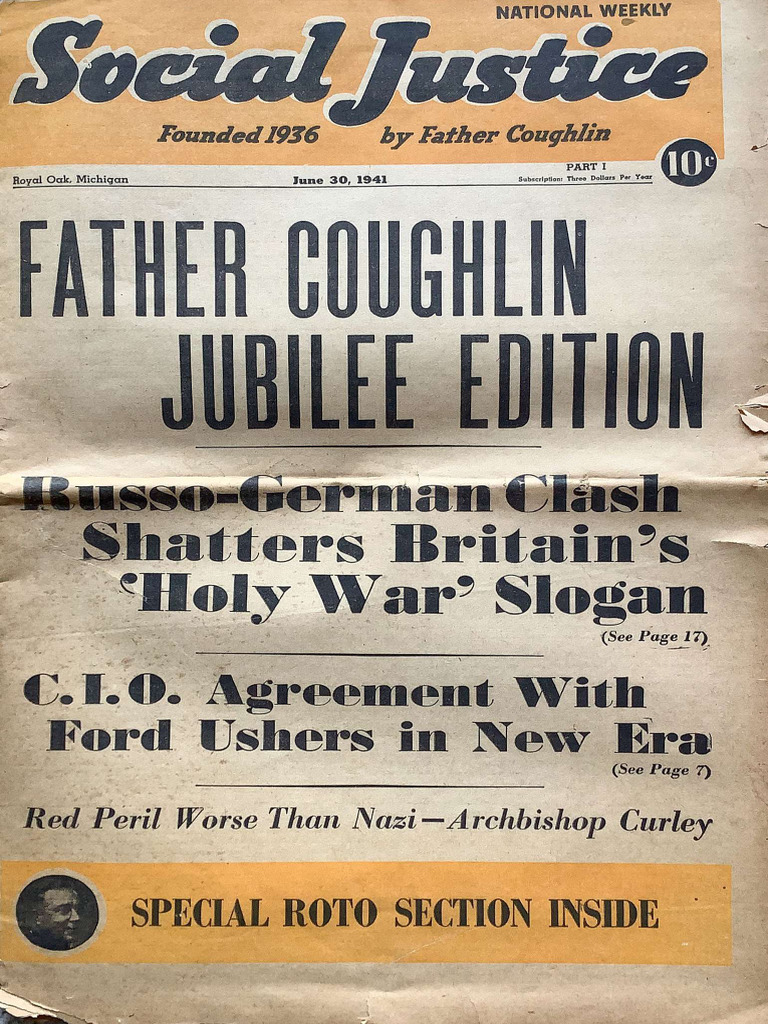 NATIONAL WEEKLY
Social Justice
Founded 1936 by Father Coughlin
PART I
10c
Royal Oak, Michigan June 30, 1941 Subscription: Three Dollars Per Year
FATHER COUGHLIN
JUBILEE EDITION
Russo-German Clash
Shatters Britain's
'Holy War' Slogan
(See Page 17)
C.I.O. Agreement With
Ford Ushers in New Era
(See Page 7)
Red Peril Worse Than Nazi—Archbishop Curley
SPECIAL ROTO SECTION INSIDE